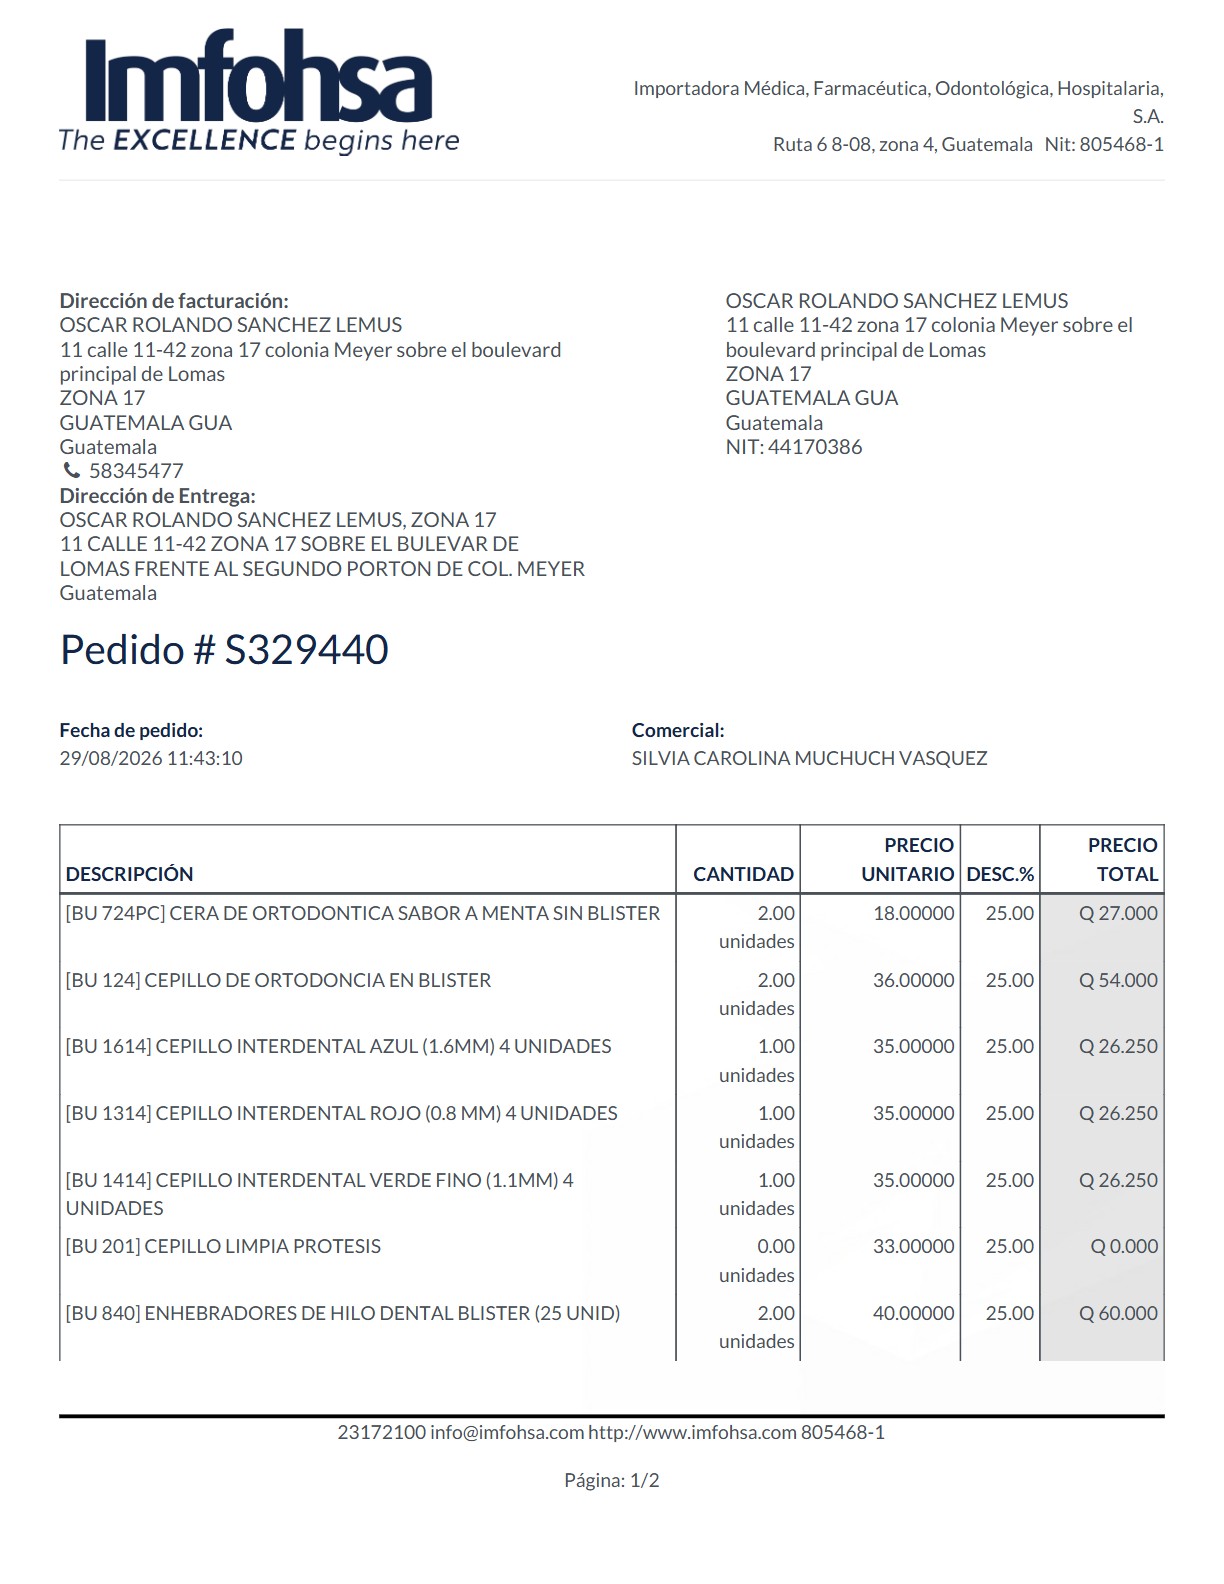 Imfohsa
The EXCELLENCE begins here
Importadora Médica, Farmacéutica, Odontológica, Hospitalaria,
S.A.
Ruta 6 8-08, zona 4, Guatemala Nit: 805468-1
Dirección de facturación:
OSCAR ROLANDO SANCHEZ LEMUS
11 calle 11-42 zona 17 colonia Meyer sobre el boulevard
principal de Lomas
ZONA 17
GUATEMALA GUA
Guatemala
58345477
Dirección de Entrega:
OSCAR ROLANDO SANCHEZ LEMUS, ZONA 17
11 CALLE 11-42 ZONA 17 SOBRE EL BULEVAR DE
LOMAS FRENTE AL SEGUNDO PORTON DE COL. MEYER
Guatemala
OSCAR ROLANDO SANCHEZ LEMUS
11 calle 11-42 zona 17 colonia Meyer sobre el
boulevard principal de Lomas
ZONA 17
GUATEMALA GUA
Guatemala
NIT: 44170386
Pedido # S329440
Fecha de pedido:
29/08/2026 11:43:10
Comercial:
SILVIA CAROLINA MUCHUCH VASQUEZ
DESCRIPCIÓN CANTIDAD PRECIO UNITARIO DESC.% PRECIO TOTAL
[BU 724PC] CERA DE ORTODONTICA SABOR A MENTA SIN BLISTER 2.00 18.00000 25.00 Q 27.000
unidades
[BU 124] CEPILLO DE ORTODONCIA EN BLISTER 2.00 36.00000 25.00 Q 54.000
unidades
[BU 1614] CEPILLO INTERDENTAL AZUL (1.6MM) 4 UNIDADES 1.00 35.00000 25.00 Q 26.250
unidades
[BU 1314] CEPILLO INTERDENTAL ROJO (0.8 MM) 4 UNIDADES 1.00 35.00000 25.00 Q 26.250
unidades
[BU 1414] CEPILLO INTERDENTAL VERDE FINO (1.1MM) 4 1.00 35.00000 25.00 Q 26.250
UNIDADES unidades
[BU 201] CEPILLO LIMPIA PROTESIS 0.00 33.00000 25.00 Q 0.000
unidades
[BU 840] ENHEBRADORES DE HILO DENTAL BLISTER (25 UNID) 2.00 40.00000 25.00 Q 60.000
unidades
23172100 info@imfohsa.com http://www.imfohsa.com 805468-1
Página: 1/2